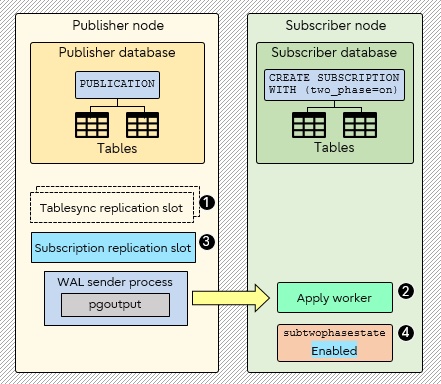 Publisher node
Publisher database
PUBLICATION
Tables
Tablesync replication slot
1
Subscription replication slot
3
WAL sender process
pgoutput
Subscriber node
Subscriber database
CREATE SUBSCRIPTION
WITH (two_phase=on)
Tables
Apply worker
2
subtwophasestate
4
Enabled